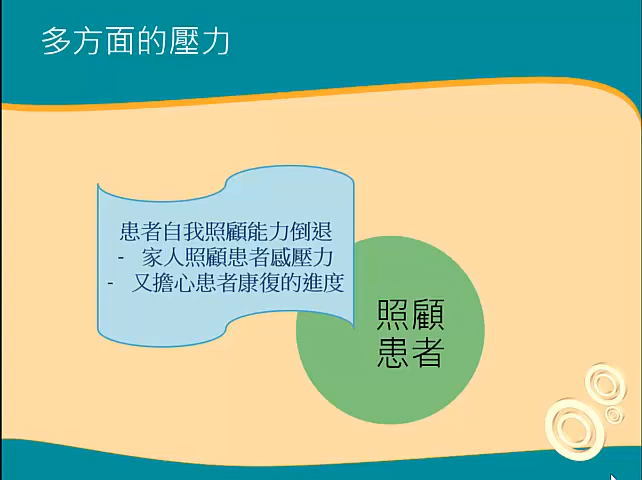 多方面的壓力
患者自我照顧能力倒退
- 家人照顧患者感壓力
- 又擔心患者康復的進度
照顧
患者